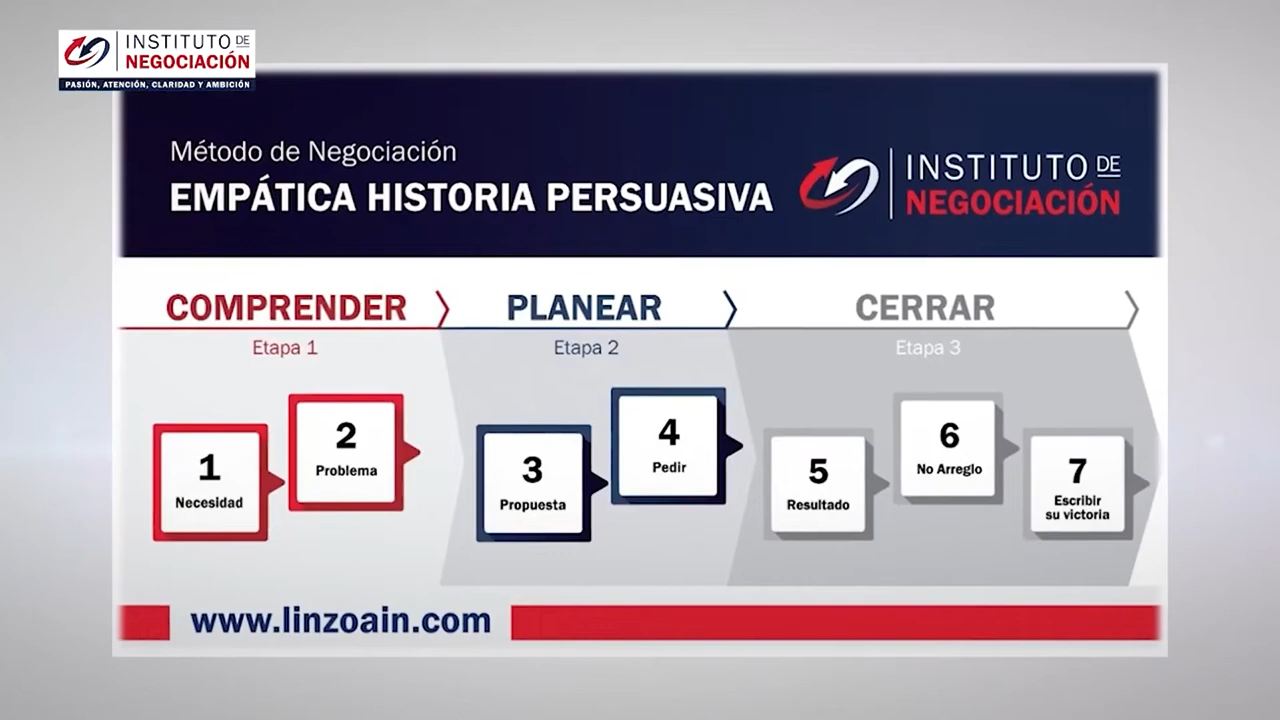 INSTITUTO DE
NEGOCIACIÓN
PASIÓN, ATENCIÓN, CLARIDAD Y AMBICIÓN
Método de Negociación
EMPÁTICA HISTORIA PERSUASIVA
INSTITUTO DE
NEGOCIACIÓN
COMPRENDER
Etapa 1
PLANEAR
Etapa 2
CERRAR
Etapa 3
1
Necesidad
2
Problema
3
Propuesta
4
Pedir
5
Resultado
6
No Arreglo
7
Escribir
su victoria
www.linzoain.com